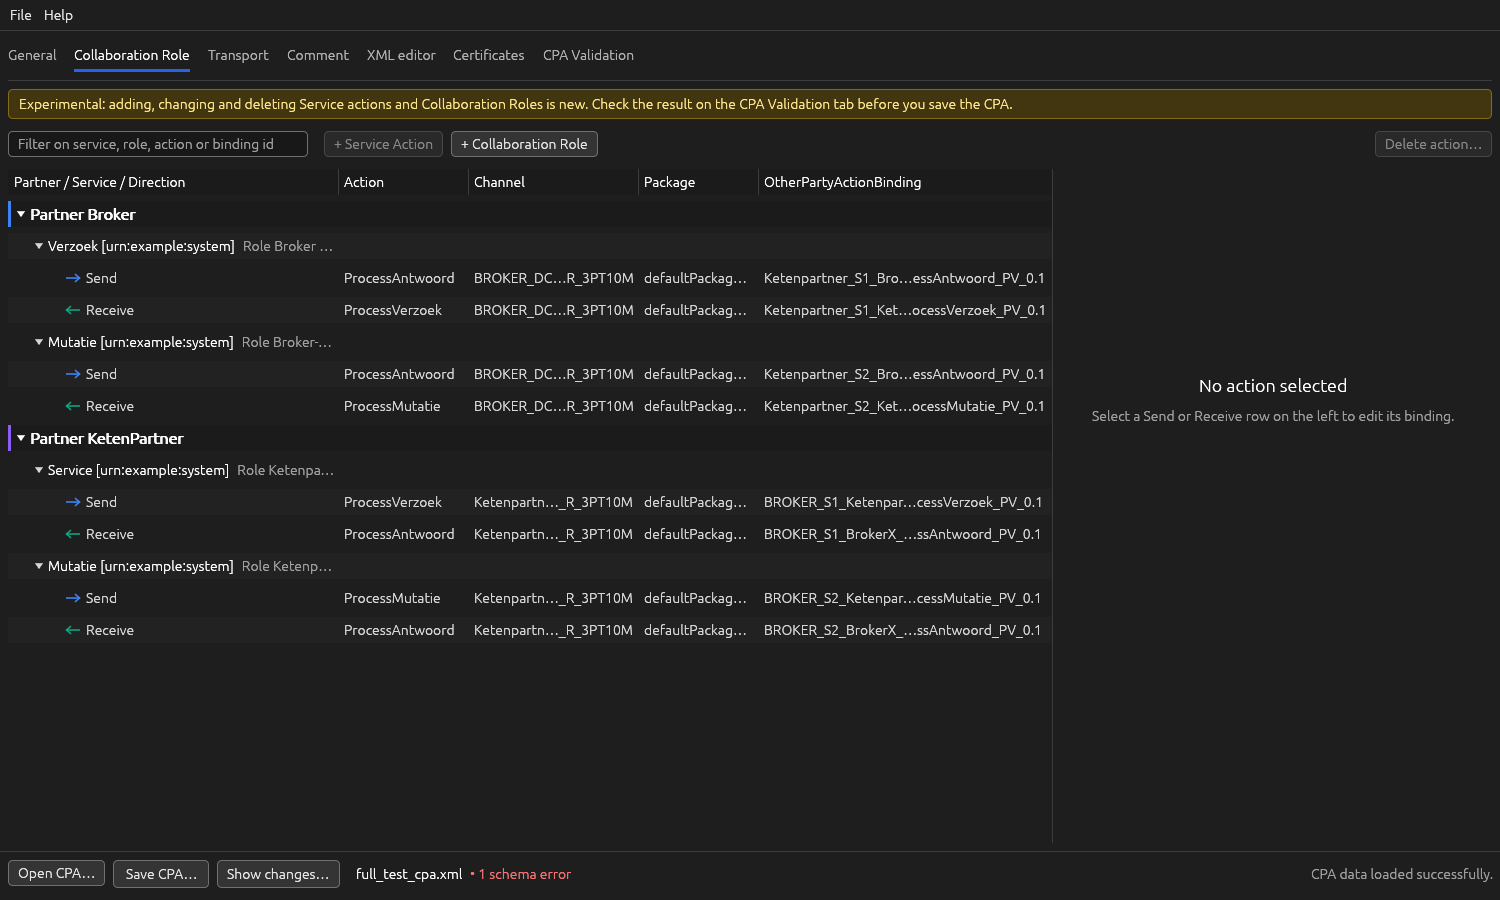 File Help
General Collaboration Role Transport Comment XML editor Certificates CPA Validation
Experimental: adding, changing and deleting Service actions and Collaboration Roles is new. Check the result on the CPA Validation tab before you save the CPA.
Filter on service, role, action or binding id + Service Action + Collaboration Role Delete action...
Partner / Service / Direction Action Channel Package OtherPartyActionBinding
Partner Broker
Verzoek [urn:example:system] Role Broker ...
Send ProcessAntwoord BROKER_DC...R_3PT10M defaultPackag... Ketenpartner_S1_Bro...essAntwoord_PV_0.1
Receive ProcessVerzoek BROKER_DC...R_3PT10M defaultPackag... Ketenpartner_S1_Ket...ocessVerzoek_PV_0.1
Mutatie [urn:example:system] Role Broker-...
Send ProcessAntwoord BROKER_DC...R_3PT10M defaultPackag... Ketenpartner_S2_Bro...essAntwoord_PV_0.1
Receive ProcessMutatie BROKER_DC...R_3PT10M defaultPackag... Ketenpartner_S2_Ket...ocessMutatie_PV_0.1
Partner KetenPartner
Service [urn:example:system] Role Ketenpa...
Send ProcessVerzoek Ketenpartn..._R_3PT10M defaultPackag... BROKER_S1_Ketenpar...cessVerzoek_PV_0.1
Receive ProcessAntwoord Ketenpartn..._R_3PT10M defaultPackag... BROKER_S1_BrokerX_...ssAntwoord_PV_0.1
Mutatie [urn:example:system] Role Ketenp...
Send ProcessMutatie Ketenpartn..._R_3PT10M defaultPackag... BROKER_S2_Ketenpar...cessMutatie_PV_0.1
Receive ProcessAntwoord Ketenpartn..._R_3PT10M defaultPackag... BROKER_S2_BrokerX_...ssAntwoord_PV_0.1
No action selected
Select a Send or Receive row on the left to edit its binding.
Open CPA... Save CPA... Show changes... full_test_cpa.xml • 1 schema error CPA data loaded successfully.